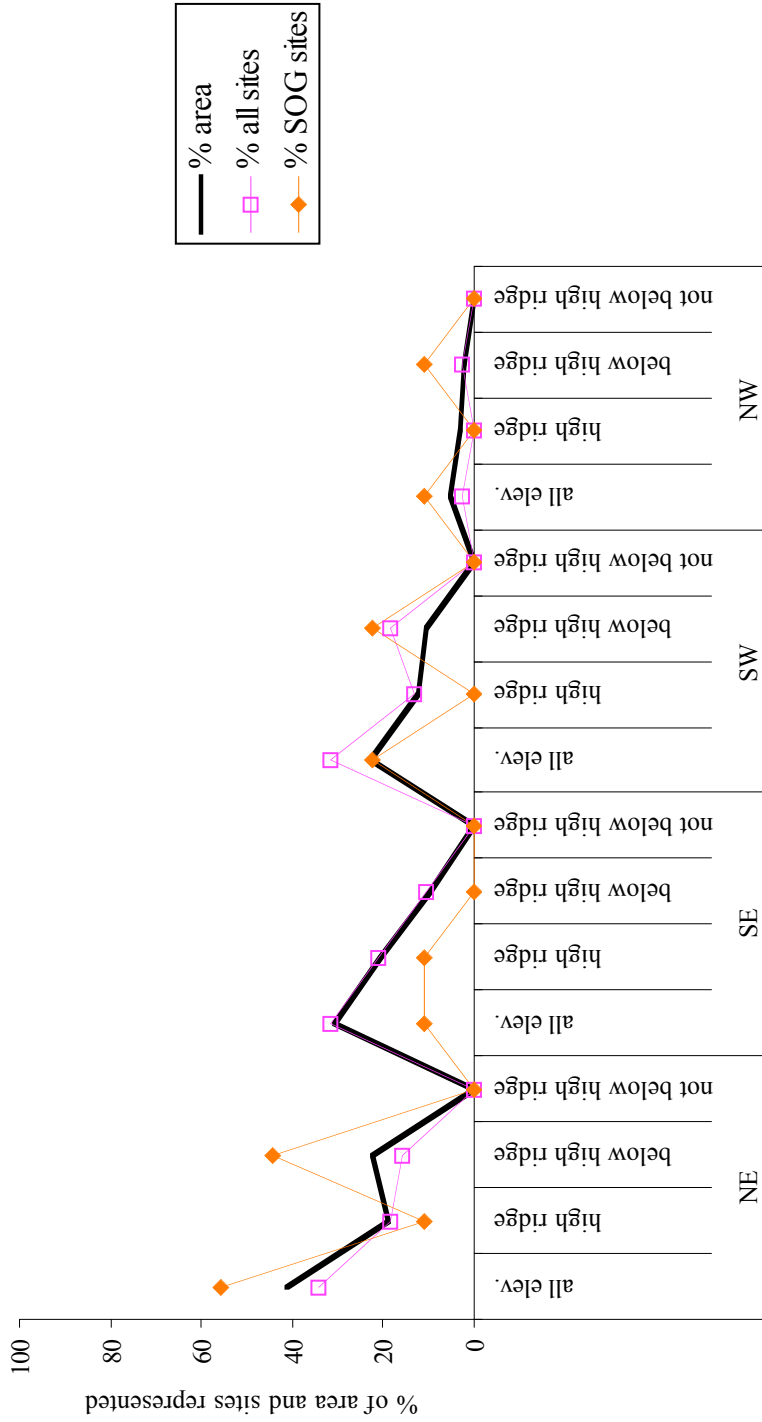 % of area and sites represented
100
80
60
40
20
0
all elev.
high ridge
below high ridge
not below high ridge
all elev.
high ridge
below high ridge
not below high ridge
all elev.
high ridge
below high ridge
not below high ridge
all elev.
high ridge
below high ridge
not below high ridge
NE
SE
SW
NW
% area
% all sites
% SOG sites